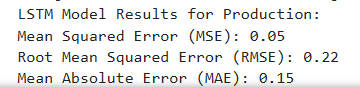 LSTM Model Results for Production:
Mean Squared Error (MSE): 0.05
Root Mean Squared Error (RMSE): 0.22
Mean Absolute Error (MAE): 0.15